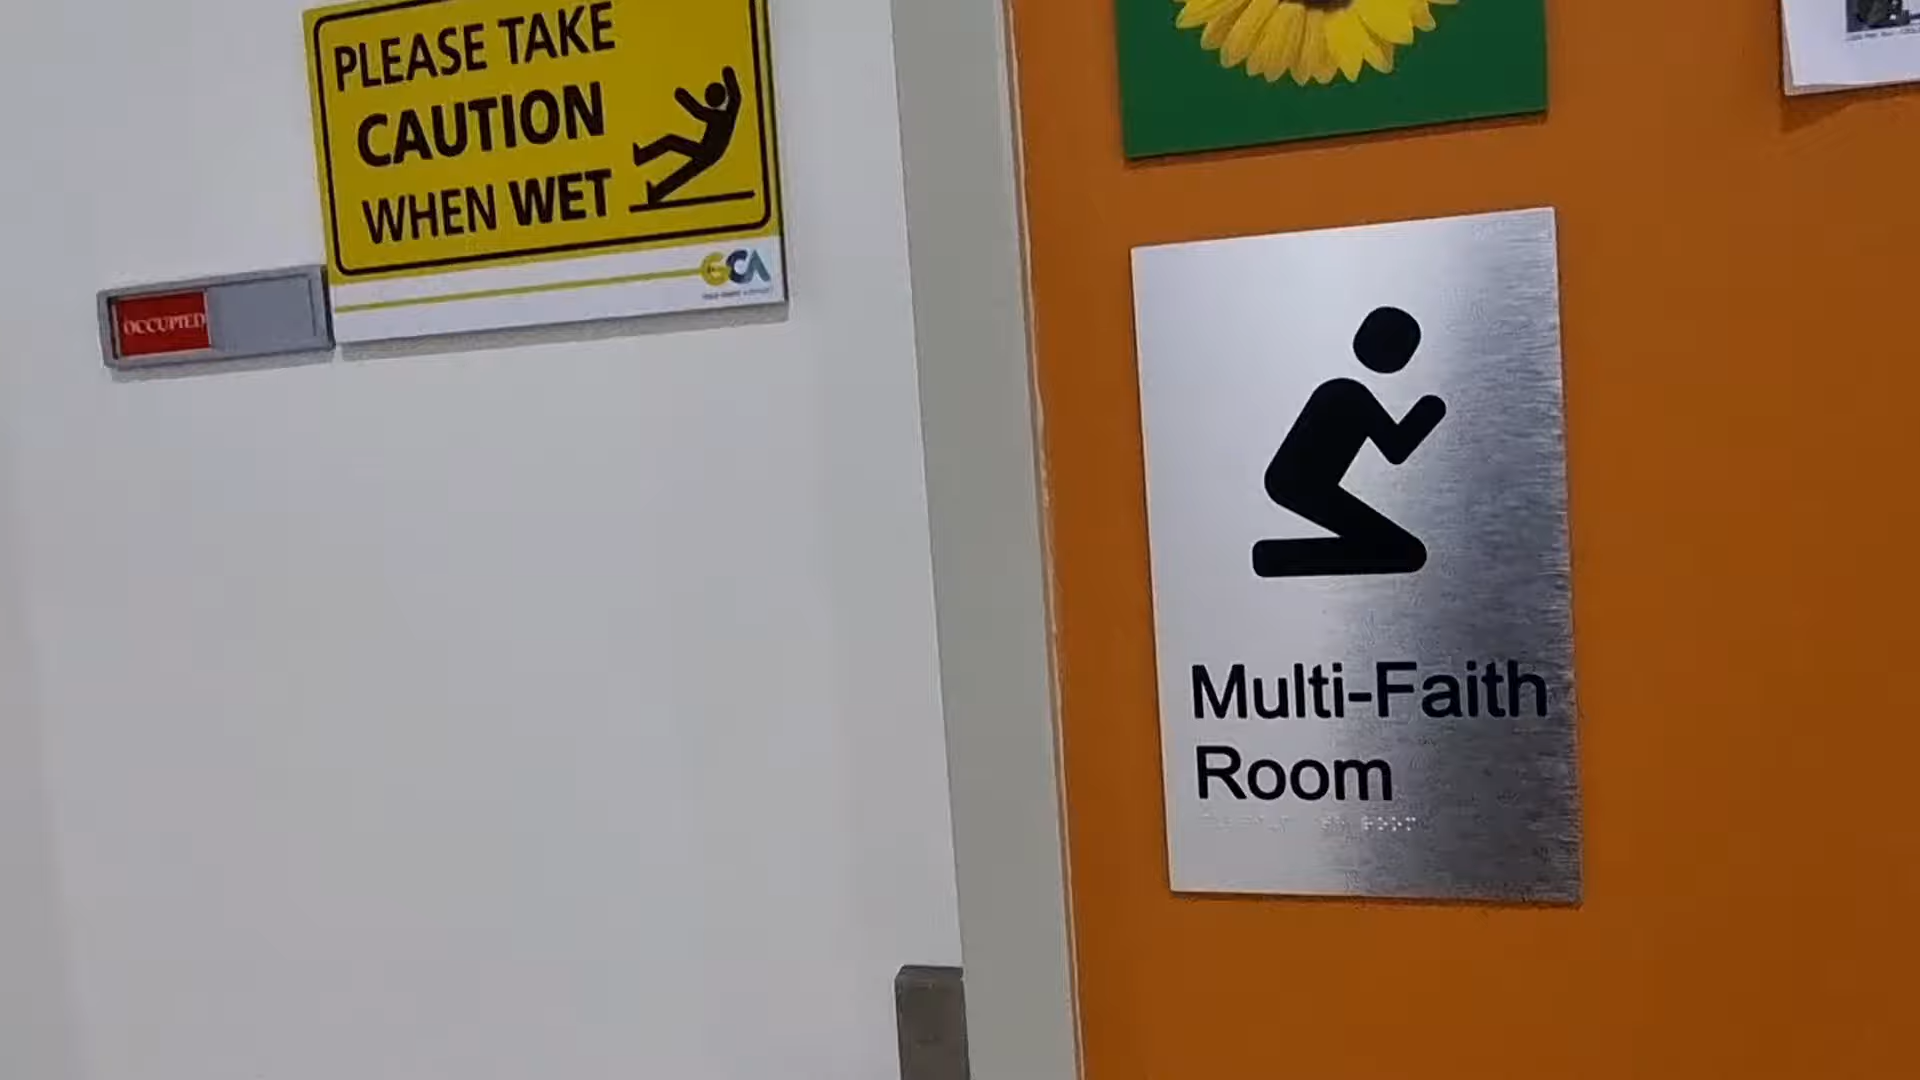 PLEASE TAKE
CAUTION
WHEN WET
GCA
OCCUPIED
Multi-Faith
Room